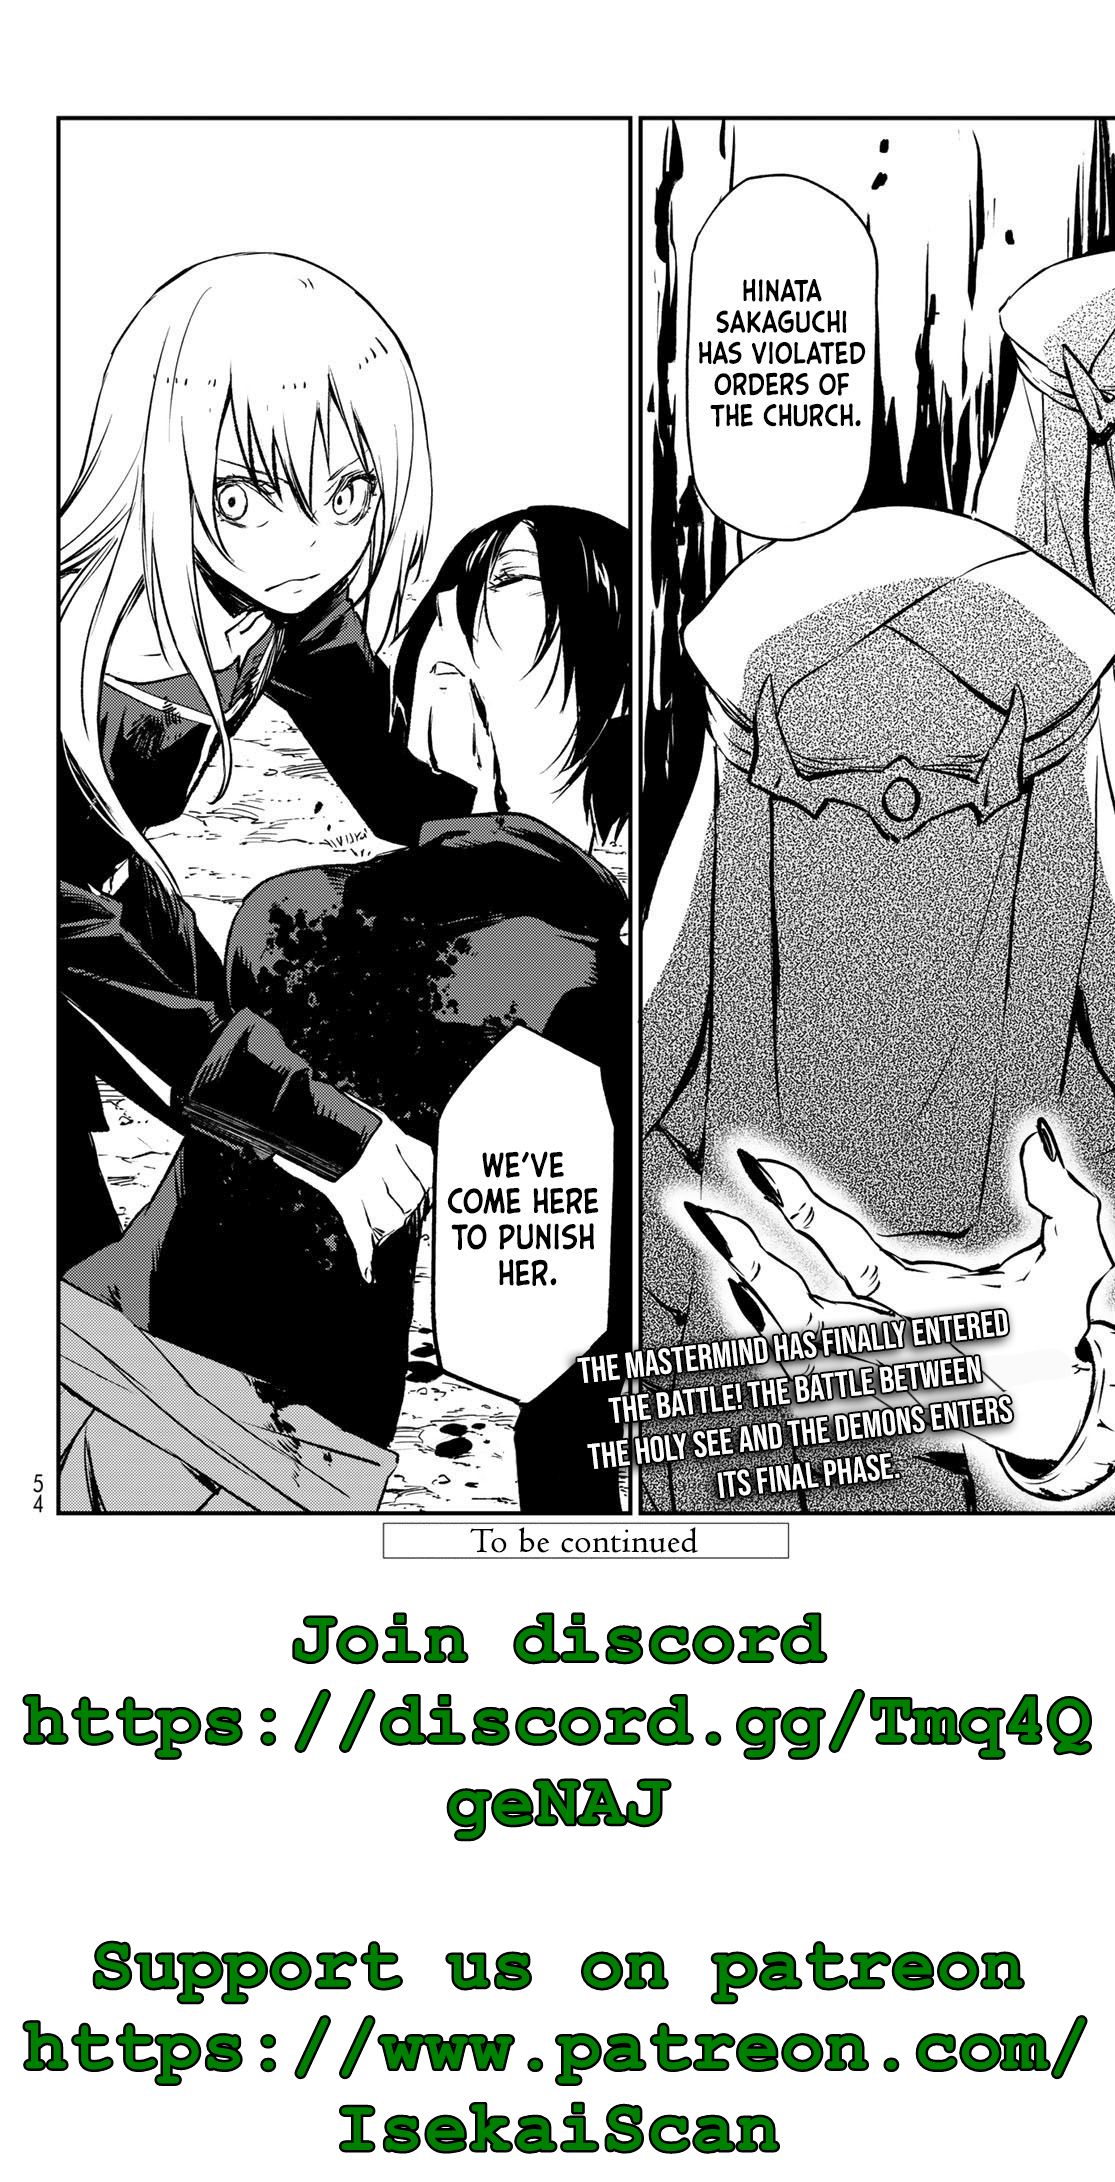 HINATA
SAKAGUCHI
HAS VIOLATED
ORDERS OF
THE CHURCH.
WE'VE
COME HERE
TO PUNISH
HER.
THE MASTERMIND HAS FINALLY ENTERED
THE BATTLE! THE BATTLE BETWEEN
THE HOLY SEE AND THE DEMONS ENTERS
ITS FINAL PHASE.
54
To be continued
Join discord
https://discord.gg/Tmq4Q
geNAJ
Support us on patreon
https://www.patreon.com/
IsekaiScan